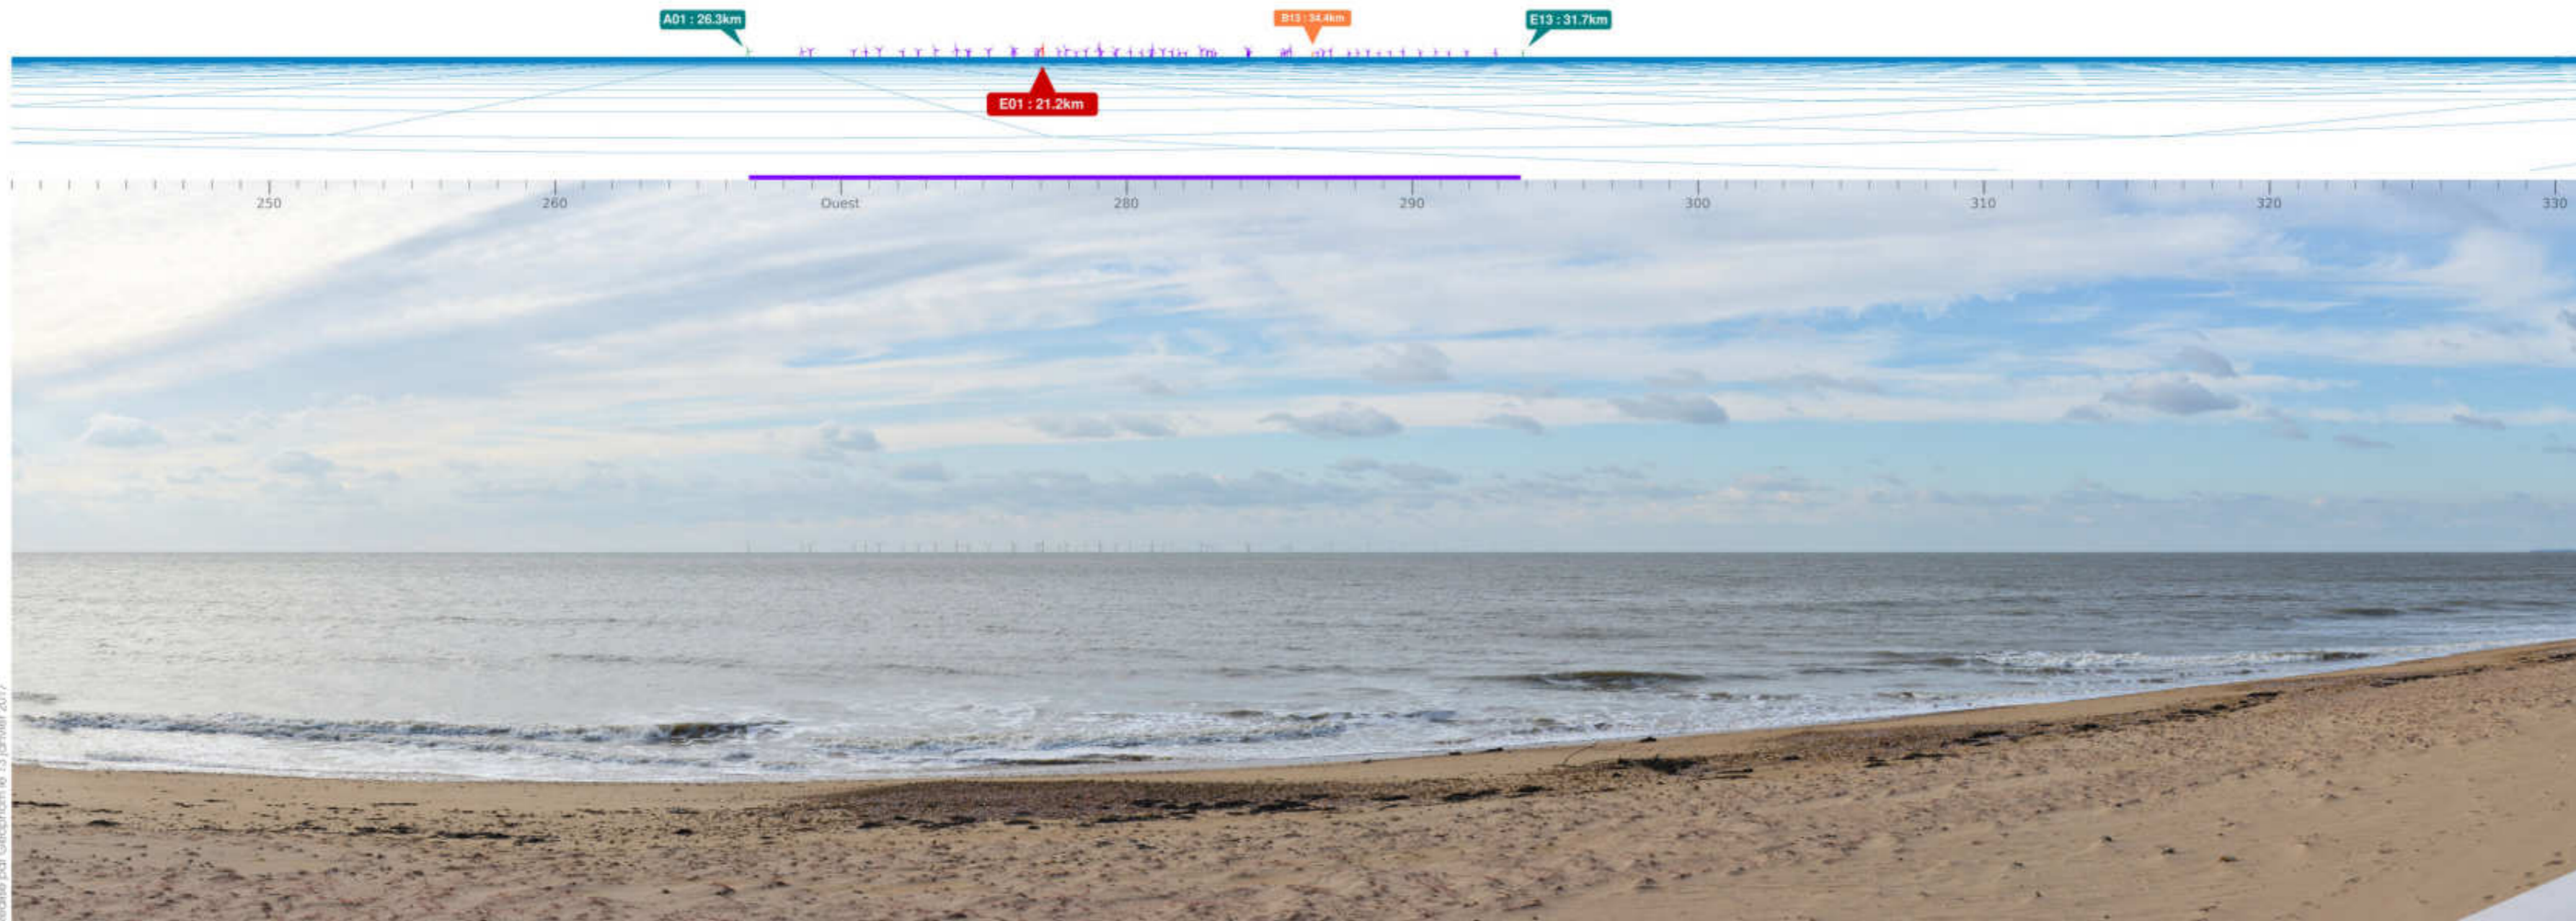 A01 : 26.3km
B13 : 34.4km
E13 : 31.7km
E01 : 21.2km
250 260 Ouest 280 290 300 310 320 330